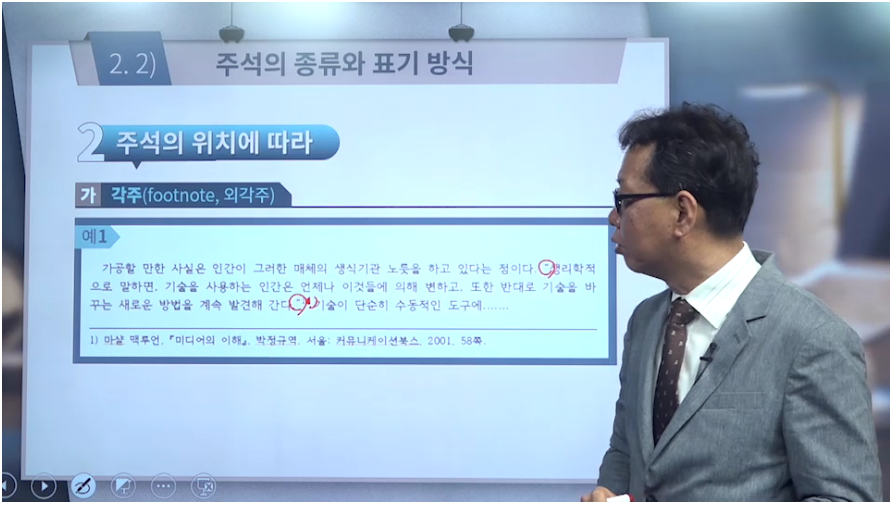 2. 2) 주석의 종류와 표기 방식
2 주석의 위치에 따라
가 각주(footnote, 외각주)
예1
가공할 만한 사실은 인간이 그러한 매체의 생식기관 노릇을 하고 있다는 점이다. "생리학적
으로 말하면, 기술을 사용하는 인간은 언제나 이것들에 의해 변하고, 또한 반대로 기술을 바
꾸는 새로운 방법을 계속 발견해 간다."1) 기술이 단순히 수동적인 도구에……
1) 마샬 맥루언, 『미디어의 이해』, 박정규역, 서울: 커뮤니케이션북스, 2001, 58쪽.